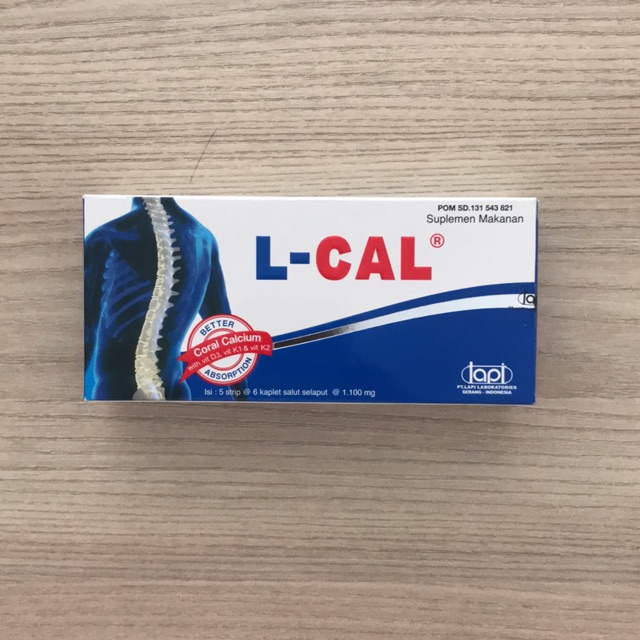 POM SD.131 543 821
Suplemen Makanan
L-CAL®
BETTER
Coral Calcium
with vit D3, vit K1 & vit K2
ABSORPTION
Isi : 5 strip @ 6 kaplet salut selaput @ 1.100 mg
lapi
PT.LAPI LABORATORIES
SERANG - INDONESIA